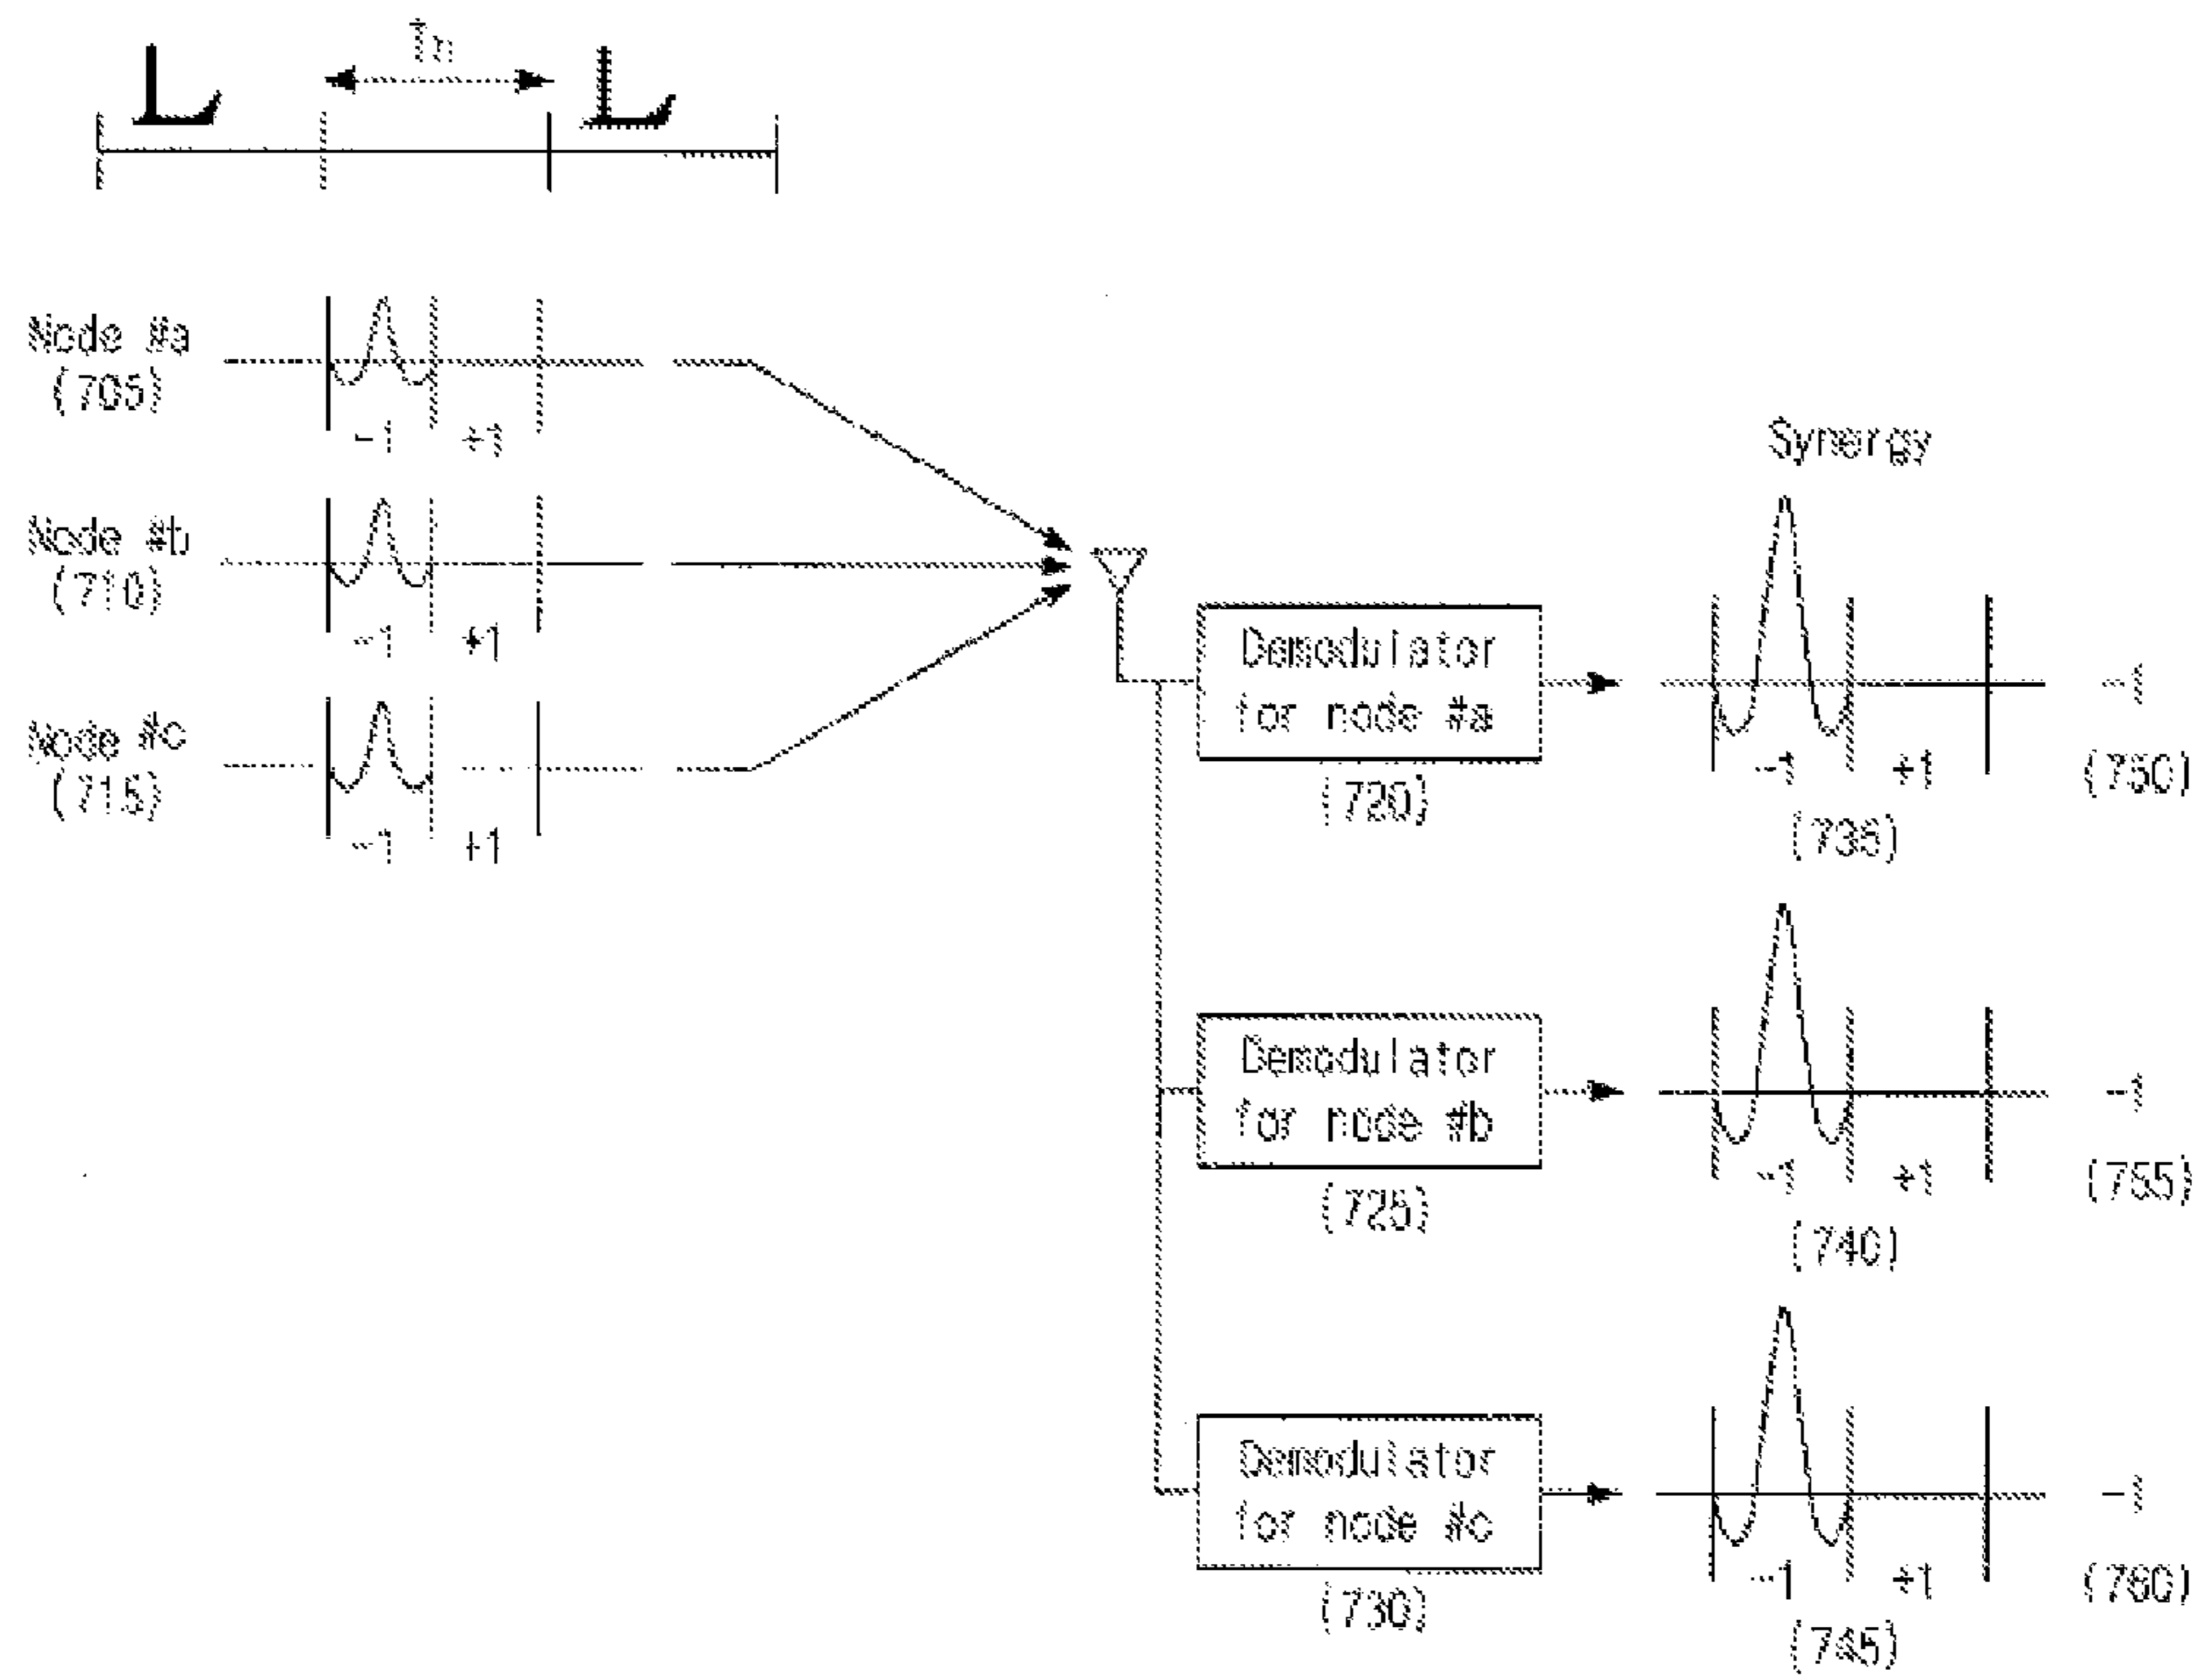 Tn
Node #a
(705)
-1 +1
Node #b
(710)
-1 +1
Node #c
(715)
-1 +1
Synergy
Demodulator
for node #a
(720)
-1 +1
(735)
-1
(750)
Demodulator
for node #b
(725)
-1 +1
(740)
-1
(755)
Demodulator
for node #c
(730)
-1 +1
(745)
-1
(760)